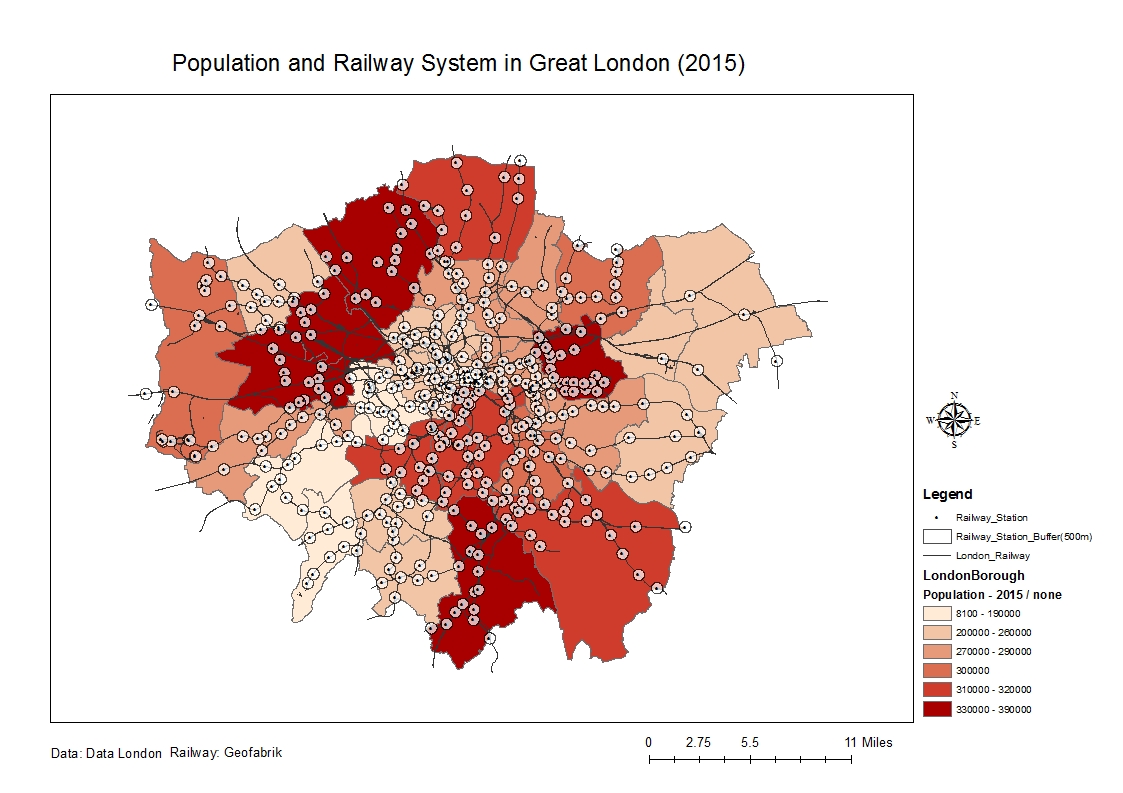 Population and Railway System in Great London (2015)
N
W E
S
Legend
Railway_Station
Railway_Station_Buffer(500m)
London_Railway
LondonBorough
Population - 2015 / none
8100 - 190000
200000 - 260000
270000 - 290000
300000
310000 - 320000
330000 - 390000
Data: Data London Railway: Geofabrik
0 2.75 5.5 11 Miles